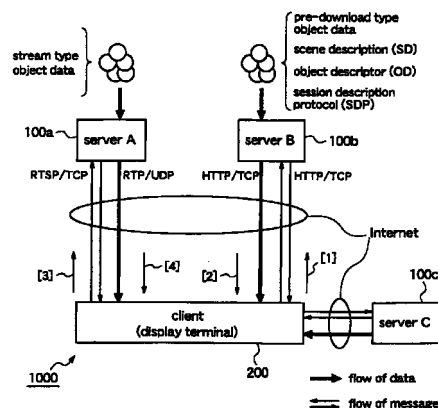 stream type
object data
pre-download type
object data
scene description (SD)
object descriptor (OD)
session description
protocol (SDP)
100a
server A
server B
100b
RTSP/TCP
RTP/UDP
HTTP/TCP
HTTP/TCP
Internet
[3]
[4]
[2]
[1]
100c
client
(display terminal)
server C
200
1000
flow of data
flow of message